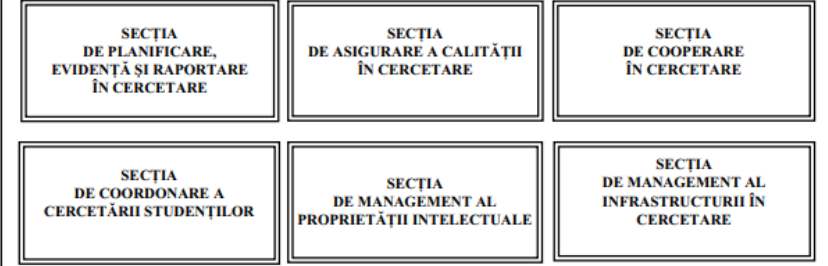 SECȚIA
DE PLANIFICARE,
EVIDENȚĂ ȘI RAPORTARE
ÎN CERCETARE
SECȚIA
DE ASIGURARE A CALITĂȚII
ÎN CERCETARE
SECȚIA
DE COOPERARE
ÎN CERCETARE
SECȚIA
DE COORDONARE A
CERCETĂRII STUDENȚILOR
SECȚIA
DE MANAGEMENT AL
PROPRIETĂȚII INTELECTUALE
SECȚIA
DE MANAGEMENT AL
INFRASTRUCTURII ÎN
CERCETARE